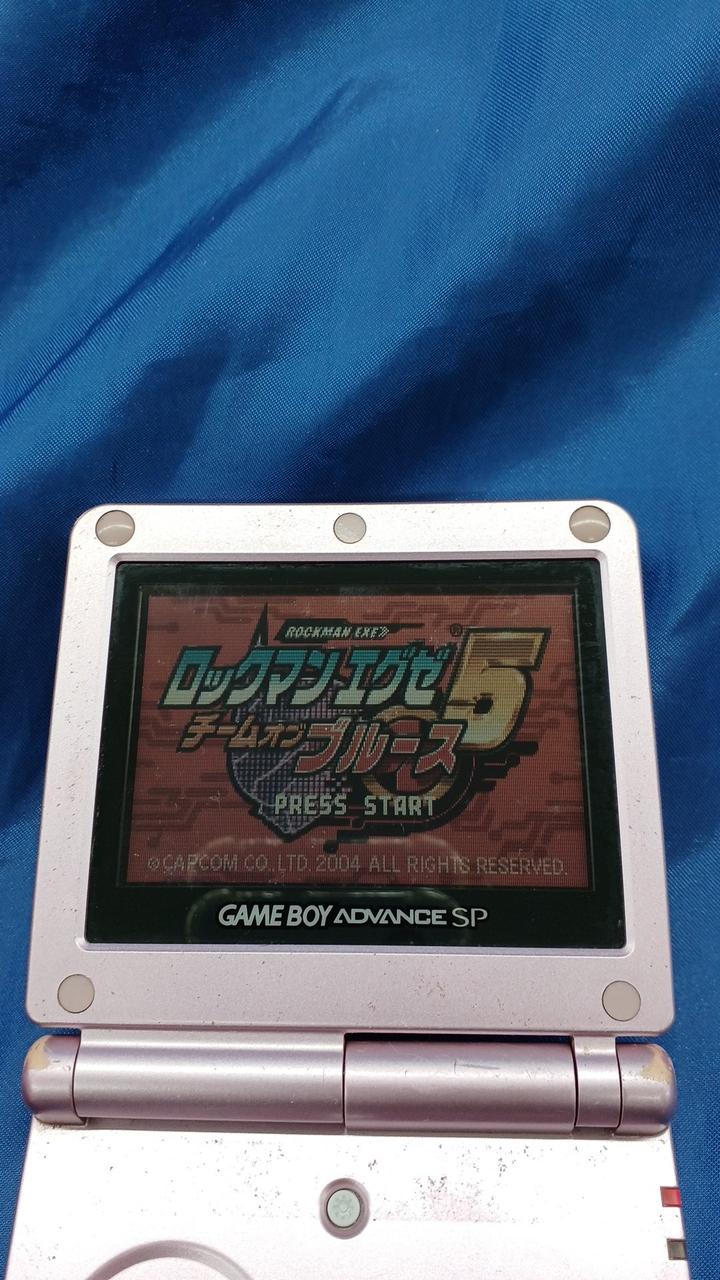 ROCKMAN EXE
ロックマンエグゼ5®
チームオブブルース
PRESS START
©CAPCOM CO.,LTD. 2004 ALL RIGHTS RESERVED.
GAME BOY ADVANCE SP